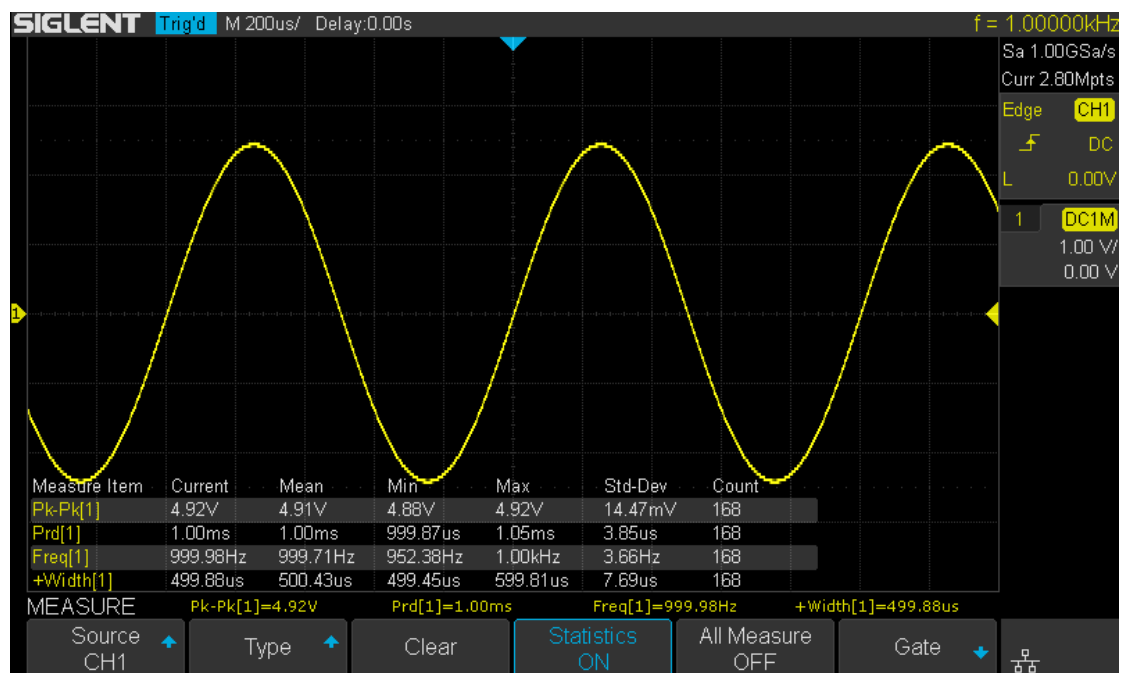 SIGLENT Trig'd M 200us/ Delay:0.00s f = 1.00000kHz
Sa 1.00GSa/s
Curr 2.80Mpts
Edge CH1
DC
L 0.00V
1 DC1M
1.00 V/
0.00 V
1
Measure Item Current Mean Min Max Std-Dev Count
Pk-Pk[1] 4.92V 4.91V 4.88V 4.92V 14.47mV 168
Prd[1] 1.00ms 1.00ms 999.87us 1.05ms 3.85us 168
Freq[1] 999.98Hz 999.71Hz 952.38Hz 1.00kHz 3.66Hz 168
+Width[1] 499.88us 500.43us 499.45us 599.81us 7.69us 168
MEASURE Pk-Pk[1]=4.92V Prd[1]=1.00ms Freq[1]=999.98Hz +Width[1]=499.88us
Source Type Clear Statistics All Measure Gate
CH1 ON OFF